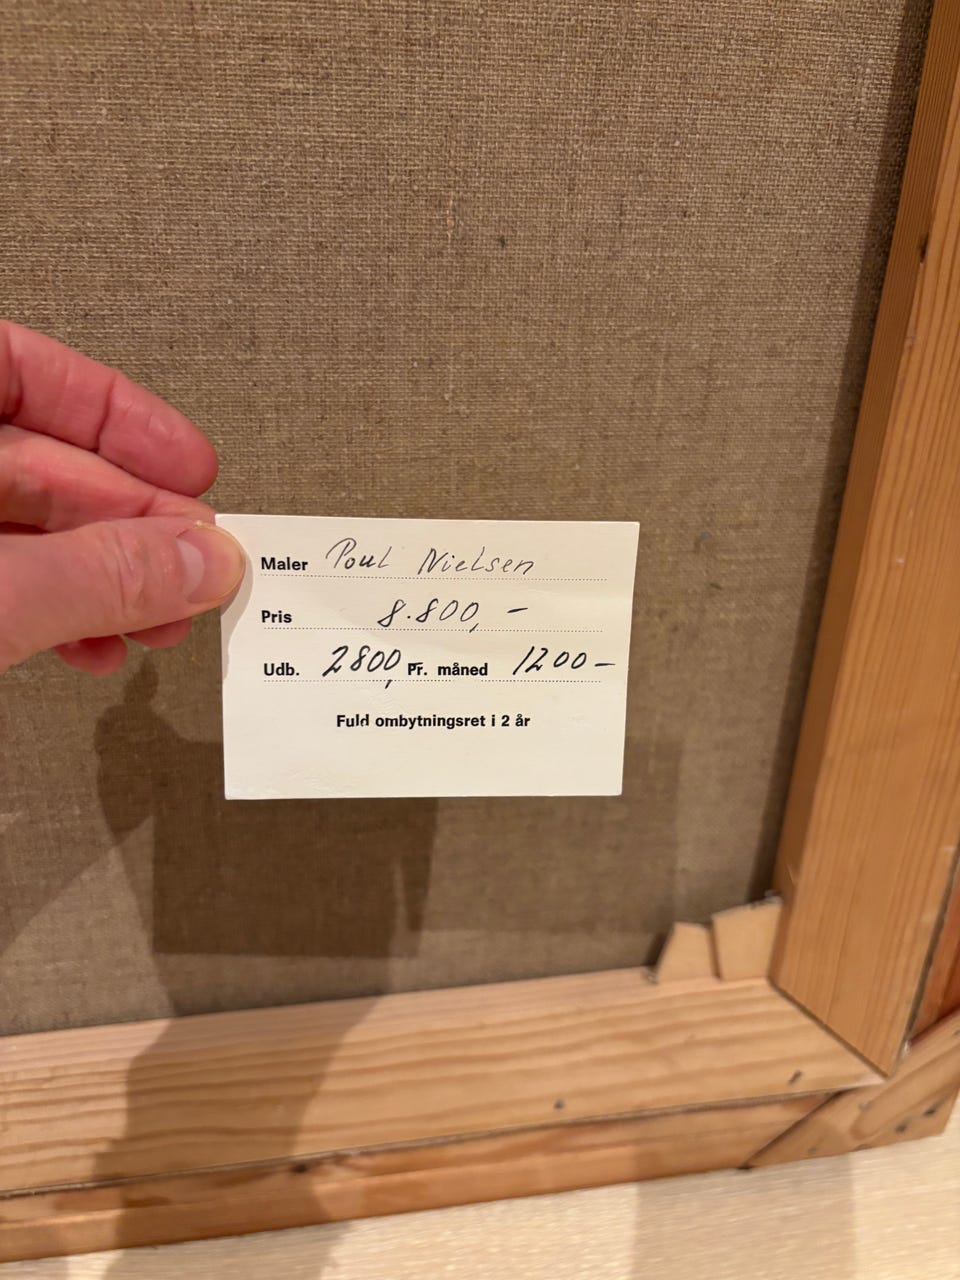 Maler Poul Nielsen
Pris 8.800,-
Udb. 2800, Pr. måned 1200-
Fuld ombytningsret i 2 år